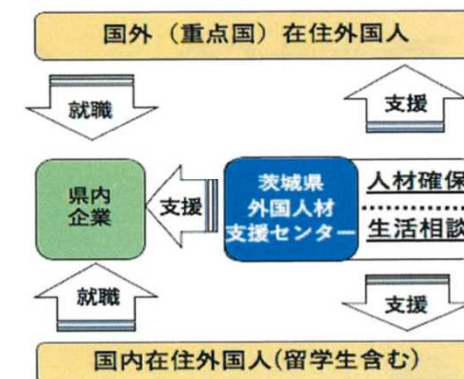 国外（重点国）在住外国人
就職
支援
県内
企業
支援
茨城県
外国人材
支援センター
人材確保
生活相談
就職
支援
国内在住外国人(留学生含む)